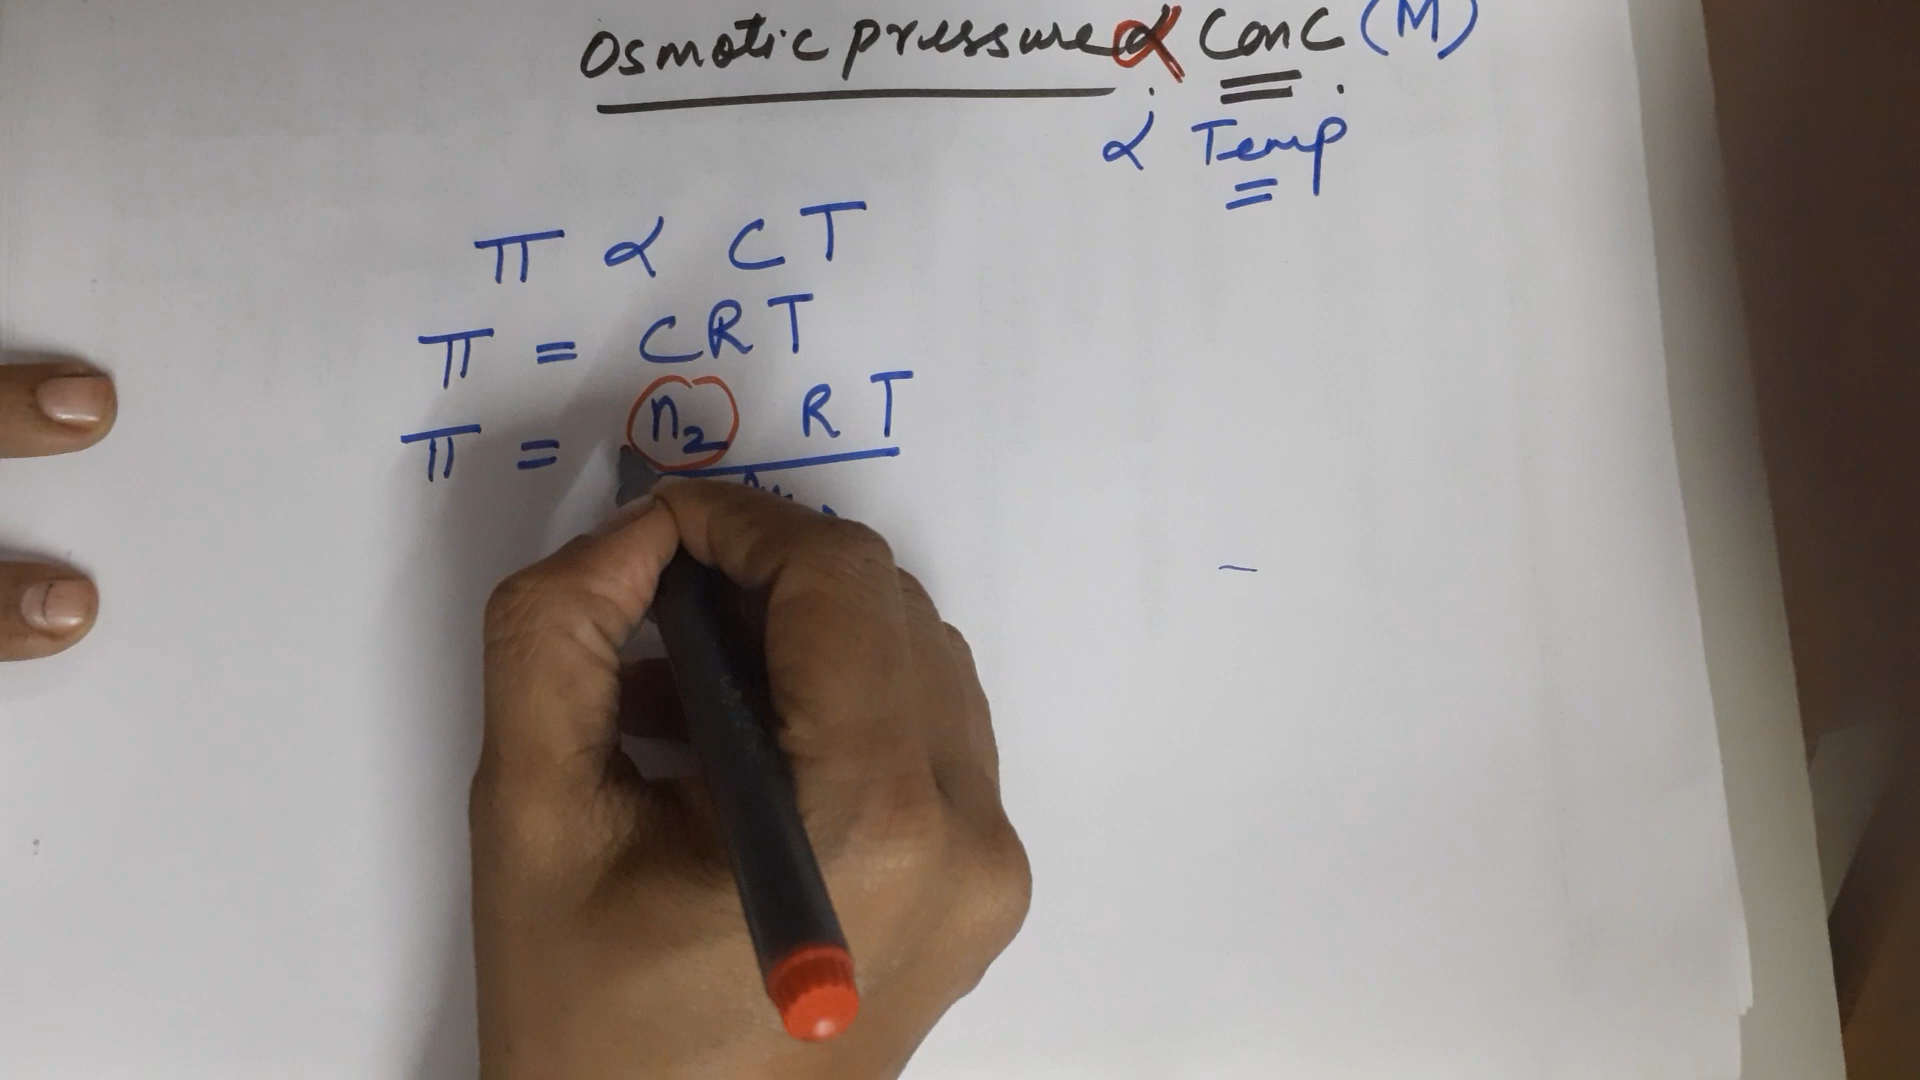 Osmotic pressure α Conc (M)
α Temp
π α CT
π = CRT
π = n₂ RT